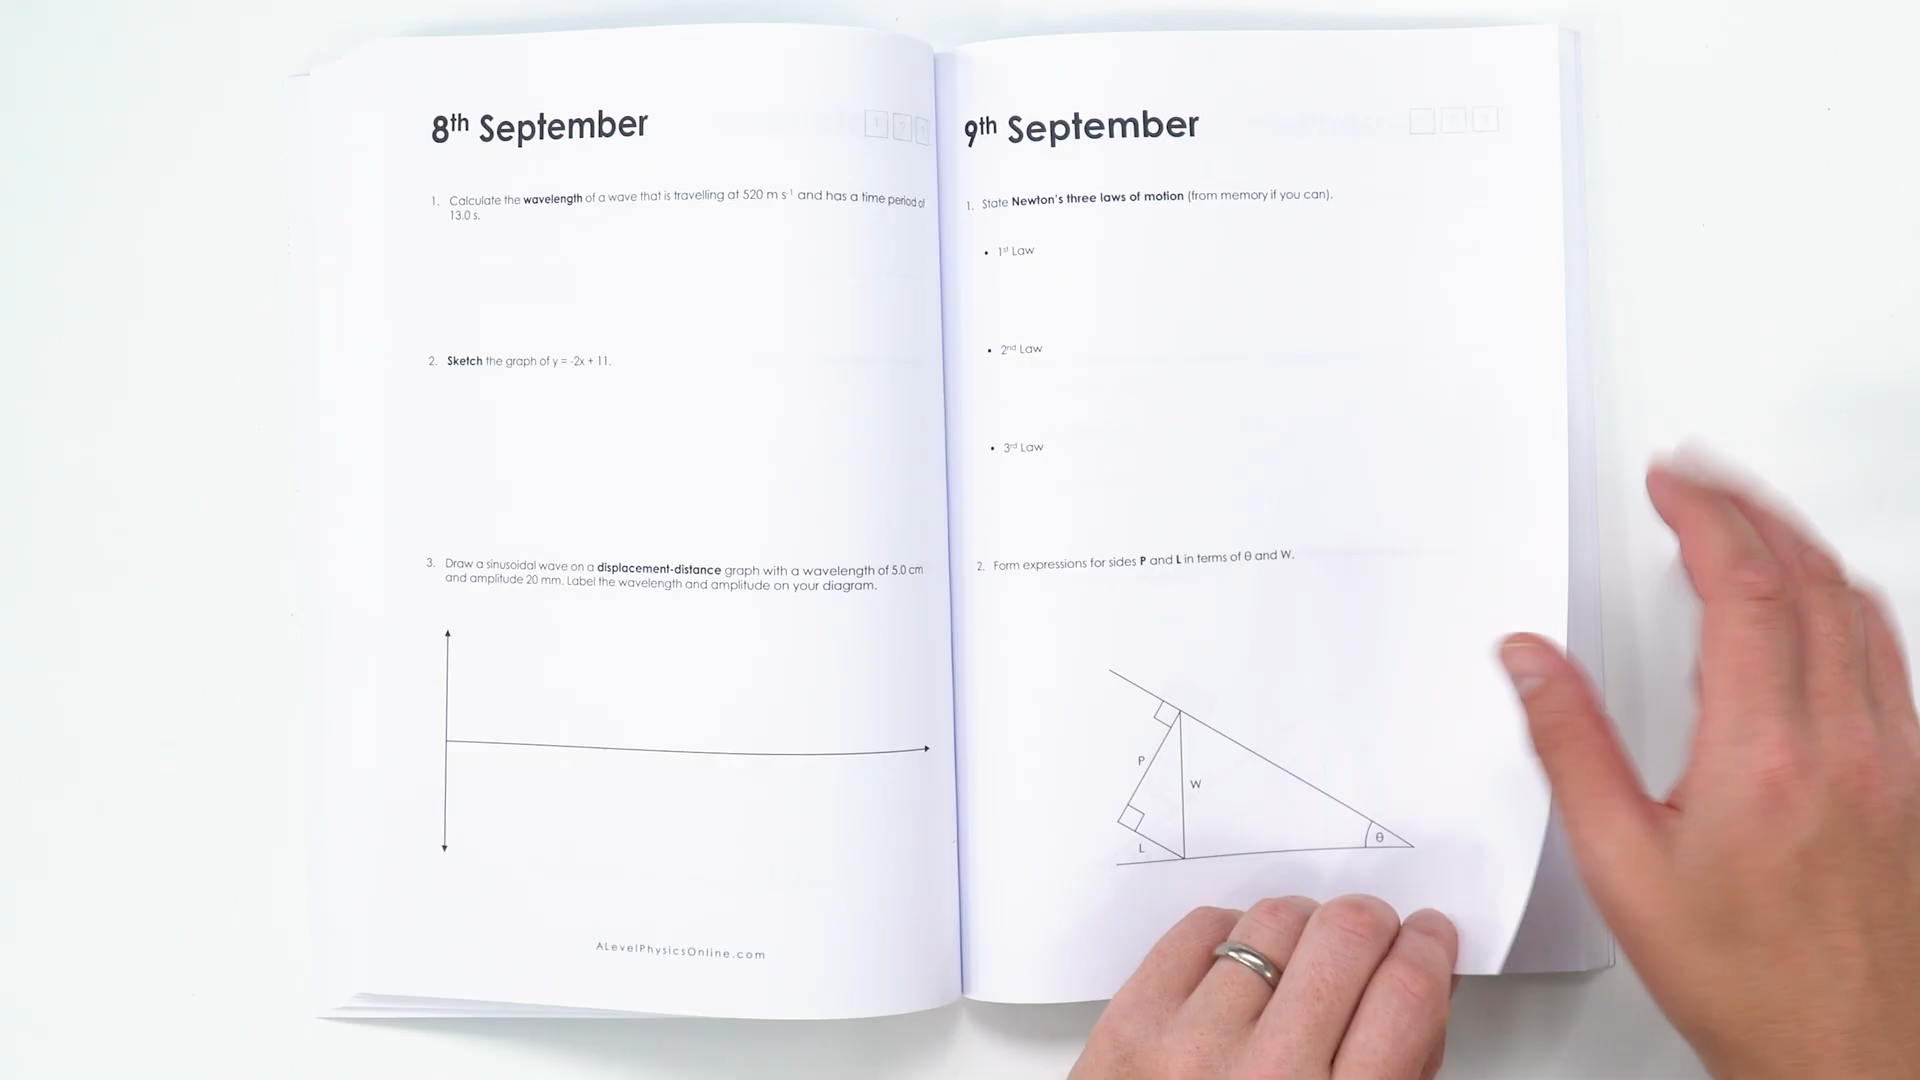 8th September
1. Calculate the wavelength of a wave that is travelling at 520 m s⁻¹ and has a time period of
13.0 s.
2. Sketch the graph of y = -2x + 11.
3. Draw a sinusoidal wave on a displacement-distance graph with a wavelength of 5.0 cm
and amplitude 20 mm. Label the wavelength and amplitude on your diagram.
ALevelPhysicsOnline.com
9th September
1. State Newton's three laws of motion (from memory if you can).
• 1st Law
• 2nd Law
• 3rd Law
2. Form expressions for sides P and L in terms of θ and W.
P
W
θ
L